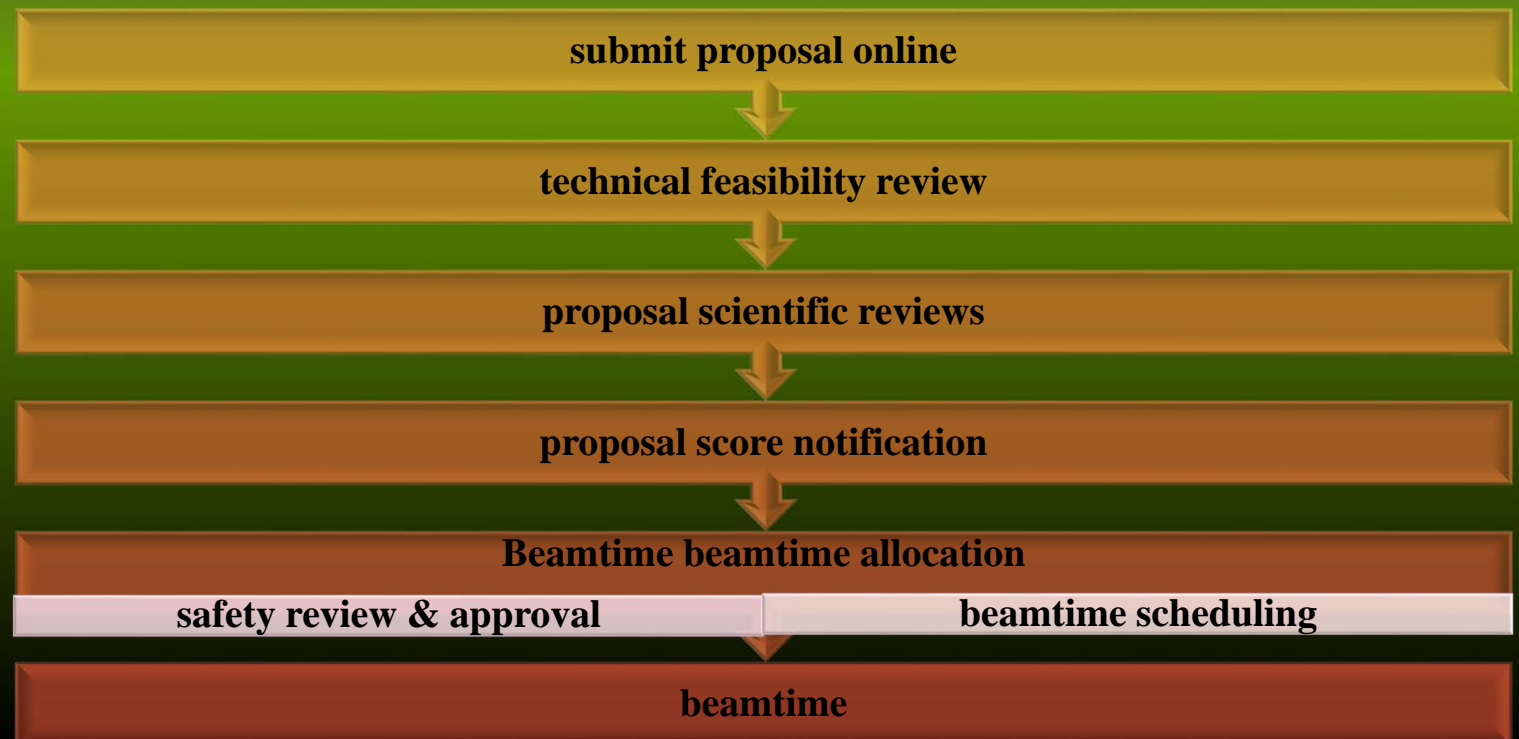 submit proposal online
technical feasibility review
proposal scientific reviews
proposal score notification
Beamtime beamtime allocation
safety review & approval
beamtime scheduling
beamtime